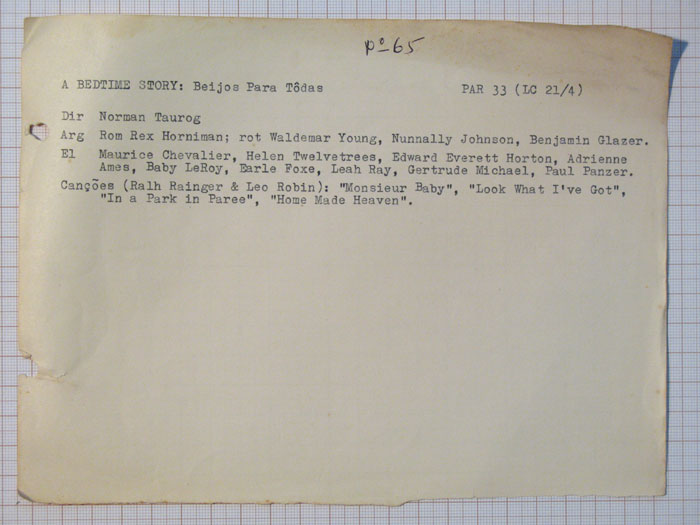 pº 65
A BEDTIME STORY: Beijos Para Tôdas PAR 33 (LC 21/4)
Dir Norman Taurog
Arg Rom Rex Horniman; rot Waldemar Young, Nunnally Johnson, Benjamin Glazer.
El Maurice Chevalier, Helen Twelvetrees, Edward Everett Horton, Adrienne
Ames, Baby LeRoy, Earle Foxe, Leah Ray, Gertrude Michael, Paul Panzer.
Canções (Ralh Rainger & Leo Robin): "Monsieur Baby", "Look What I've Got",
"In a Park in Paree", "Home Made Heaven".